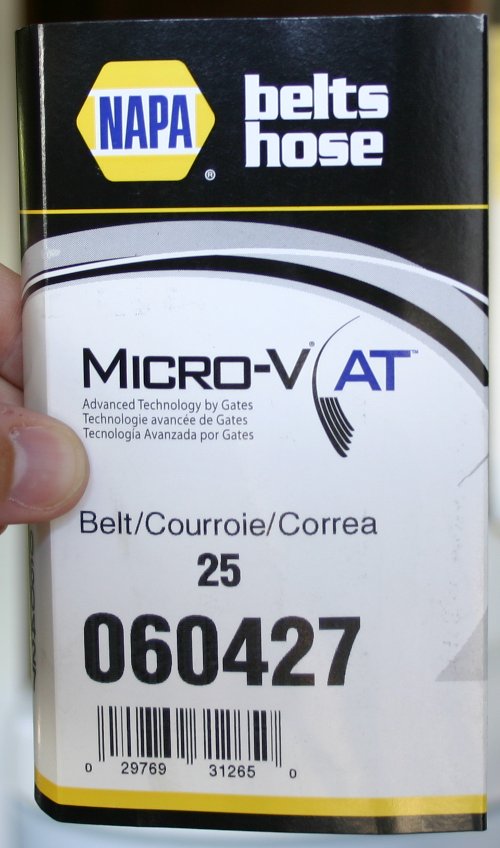 NAPA ®
belts
hose
MICRO-V® AT™
Advanced Technology by Gates
Technologie avancée de Gates
Tecnología Avanzada por Gates
Belt/Courroie/Correa
25
060427
0 29769 31265 0